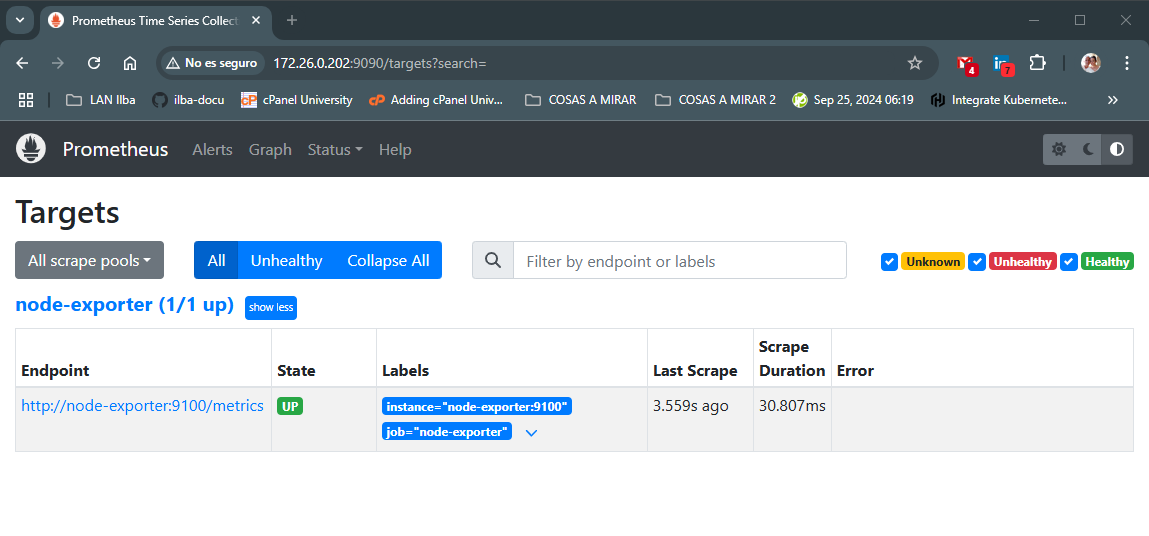 Prometheus Time Series Collect
No es seguro 172.26.0.202:9090/targets?search=
4 7
LAN Ilba ilba-docu cPanel University Adding cPanel Univ... COSAS A MIRAR COSAS A MIRAR 2 Sep 25, 2024 06:19 Integrate Kubernete...
Prometheus Alerts Graph Status Help
Targets
All scrape pools All Unhealthy Collapse All Filter by endpoint or labels Unknown Unhealthy Healthy
node-exporter (1/1 up) show less
Endpoint State Labels Last Scrape Scrape Duration Error
http://node-exporter:9100/metrics UP instance="node-exporter:9100" 3.559s ago 30.807ms
job="node-exporter"